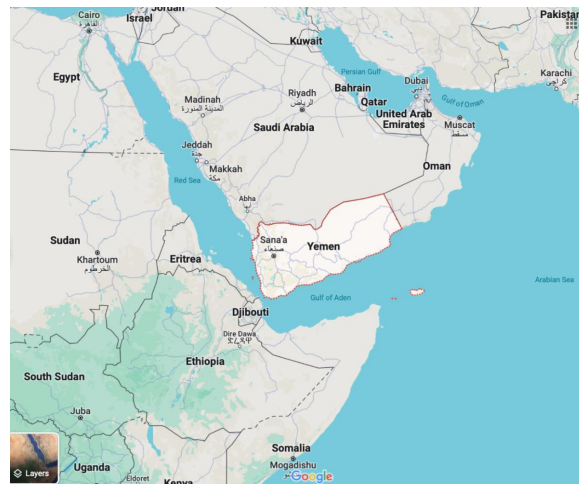 Cairo
القاهرة
Israel
Jordan
Pakistan
Kuwait
Persian Gulf
Egypt
Karachi
كراچی
Dubai
دبي
Bahrain
Gulf of Oman
Riyadh
الرياض
Qatar
Madinah
المدينة المنورة
United Arab
Emirates
Muscat
مسقط
Saudi Arabia
Jeddah
جدة
Makkah
مكة
Oman
Red Sea
Abha
أبها
Sana'a
صنعاء
Yemen
Sudan
Khartoum
الخرطوم
Eritrea
Arabian Sea
Gulf of Aden
Djibouti
Dire Dawa
ድሬዳዋ
Ethiopia
South Sudan
Juba
Somalia
Mogadishu
Layers
Uganda
Eldoret
Kenya
Google